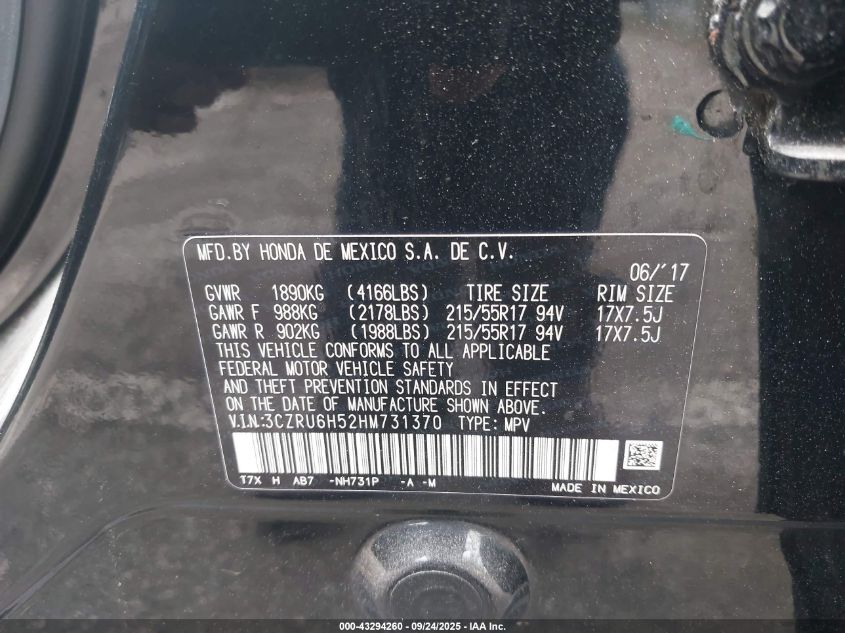 MFD.BY HONDA DE MEXICO S.A. DE C.V.
06/'17
GVWR 1890KG (4166LBS) TIRE SIZE RIM SIZE
GAWR F 988KG (2178LBS) 215/55R17 94V 17X7.5J
GAWR R 902KG (1988LBS) 215/55R17 94V 17X7.5J
THIS VEHICLE CONFORMS TO ALL APPLICABLE
FEDERAL MOTOR VEHICLE SAFETY
AND THEFT PREVENTION STANDARDS IN EFFECT
ON THE DATE OF MANUFACTURE SHOWN ABOVE.
V.I.N.:3CZRU6H52HM731370 TYPE: MPV
T7X H AB7 -NH731P -A -M
MADE IN MEXICO
000-43294260 - 09/24/2025 - IAA Inc.